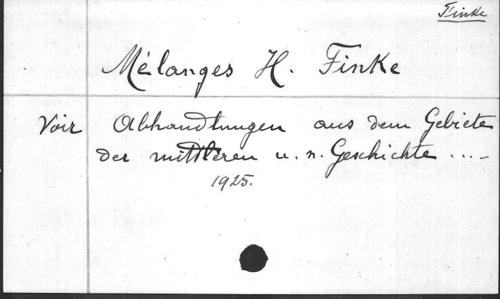 Finke
Mélanges H. Finke
Voir Abhandlungen aus dem Gebiete
der mittleren u. n. Geschichte ....
1925.